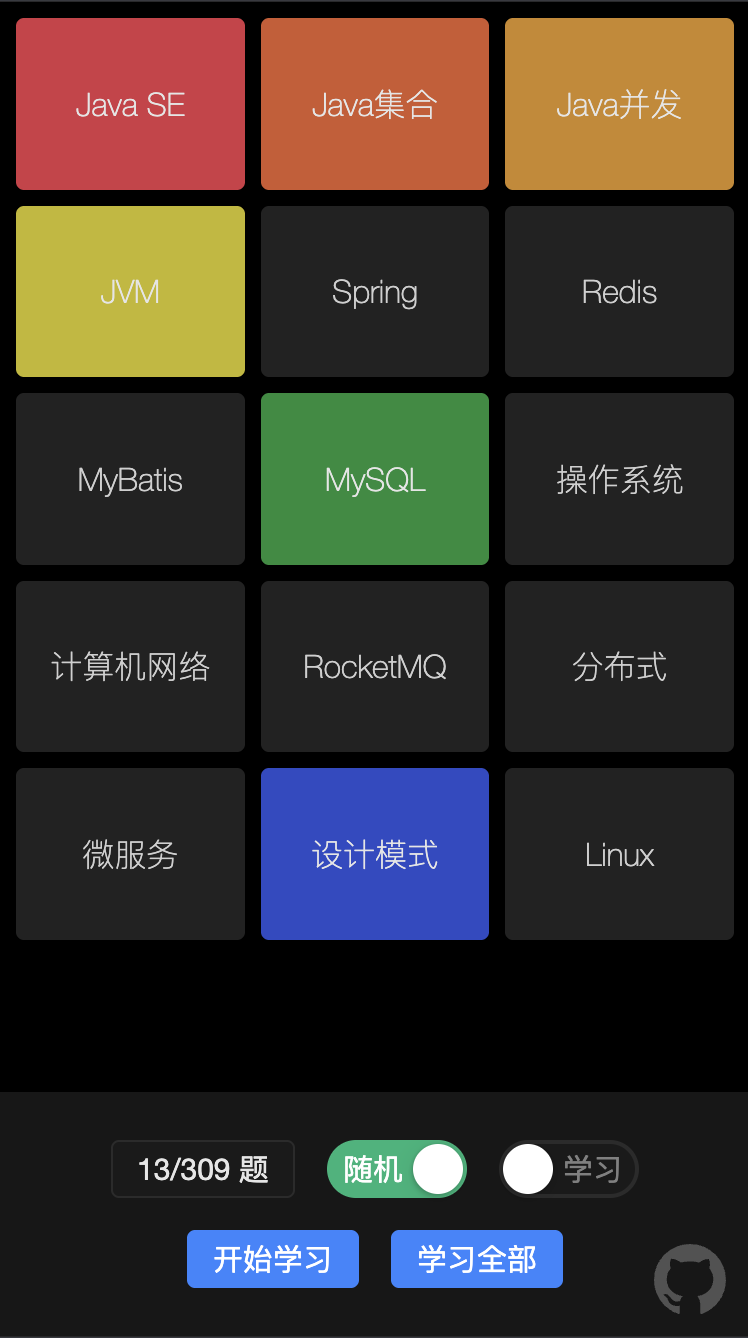 Java SE
Java集合
Java并发
JVM
Spring
Redis
MyBatis
MySQL
操作系统
计算机网络
RocketMQ
分布式
微服务
设计模式
Linux
13/309 题
随机
学习
开始学习
学习全部